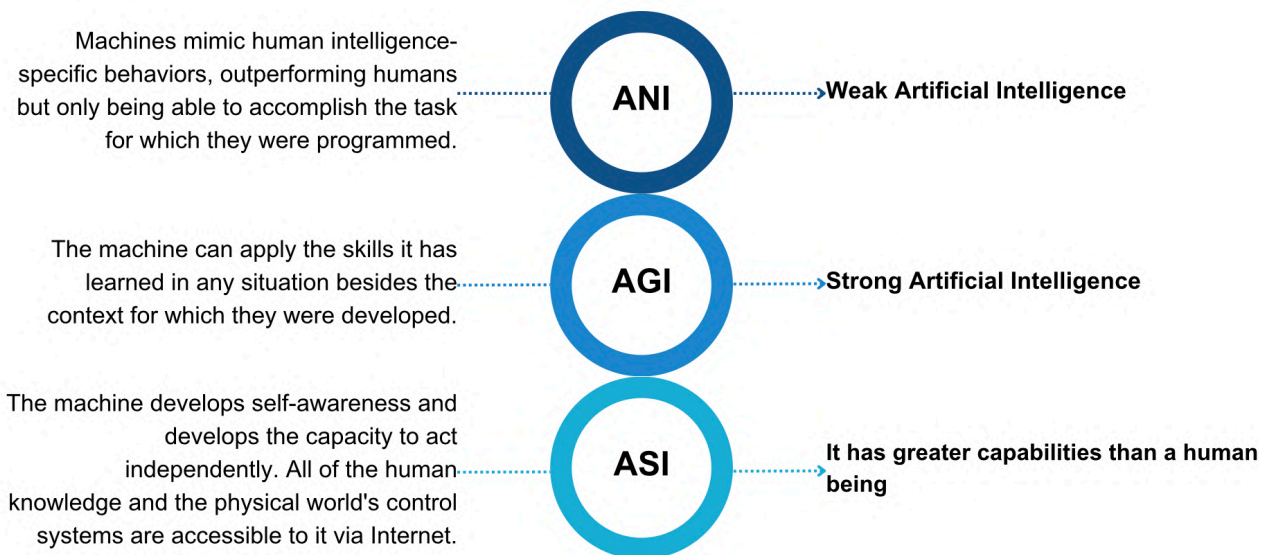 Machines mimic human intelligence-
specific behaviors, outperforming humans
but only being able to accomplish the task
for which they were programmed.
ANI
Weak Artificial Intelligence
The machine can apply the skills it has
learned in any situation besides the
context for which they were developed.
AGI
Strong Artificial Intelligence
The machine develops self-awareness and
develops the capacity to act
independently. All of the human
knowledge and the physical world's control
systems are accessible to it via Internet.
ASI
It has greater capabilities than a human
being